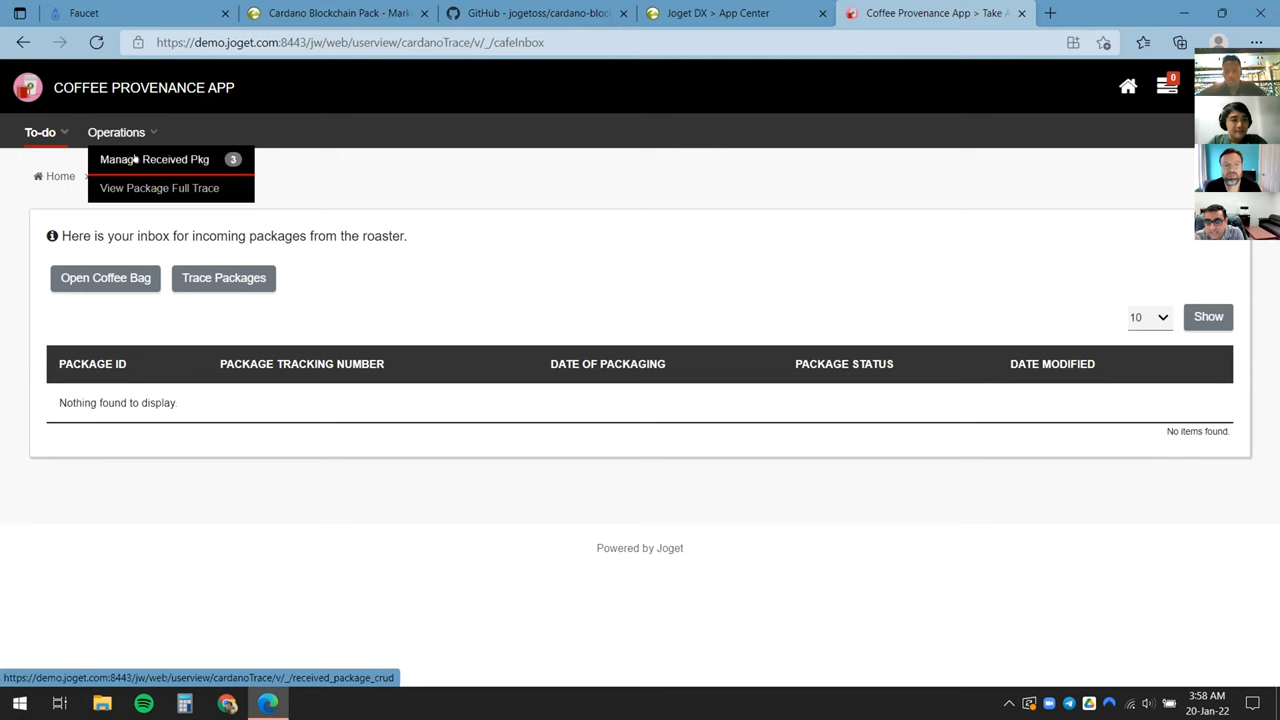 Faucet
Cardano Blockchain Pack - Mark
GitHub - jogetoss/cardano-bloc
Joget DX > App Center
Coffee Provenance App > Take A
https://demo.joget.com:8443/jw/web/userview/cardanoTrace/v/_/cafeInbox
COFFEE PROVENANCE APP
0
To-do
Operations
Manage Received Pkg 3
Home
View Package Full Trace
Here is your inbox for incoming packages from the roaster.
Open Coffee Bag
Trace Packages
10
Show
PACKAGE ID
PACKAGE TRACKING NUMBER
DATE OF PACKAGING
PACKAGE STATUS
DATE MODIFIED
Nothing found to display.
No items found.
Powered by Joget
https://demo.joget.com:8443/jw/web/userview/cardanoTrace/v/_/received_package_crud
3:58 AM
20-Jan-22